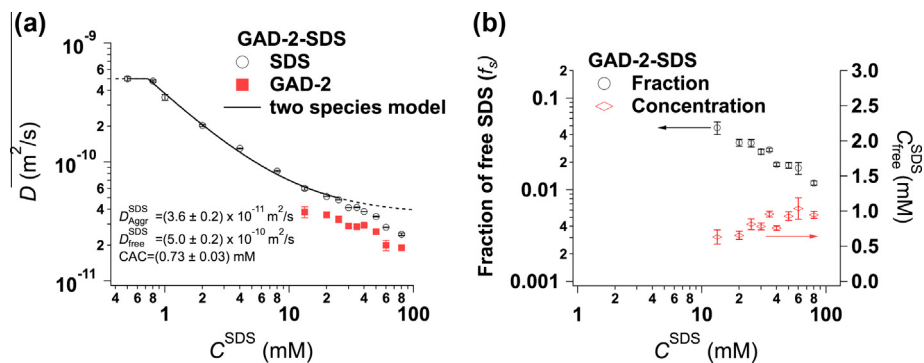 (a)
GAD-2-SDS
SDS
GAD-2
two species model
D (m²/s)
10⁻⁹
6
4
2
10⁻¹⁰
6
4
2
10⁻¹¹
D_Aggr^SDS =(3.6 ± 0.2) x 10⁻¹¹ m²/s
D_free^SDS =(5.0 ± 0.2) x 10⁻¹⁰ m²/s
CAC=(0.73 ± 0.03) mM
4 6 8 1 2 4 6 8 10 2 4 6 8 100
C^SDS (mM)
(b)
GAD-2-SDS
Fraction
Concentration
Fraction of free SDS (fs)
2
0.1
4
2
0.01
4
2
0.001
3.0
2.5
2.0
1.5
1.0
0.5
0.0
C_free^SDS (mM)
1 2 4 6 8 10 2 4 6 8 100
C^SDS (mM)